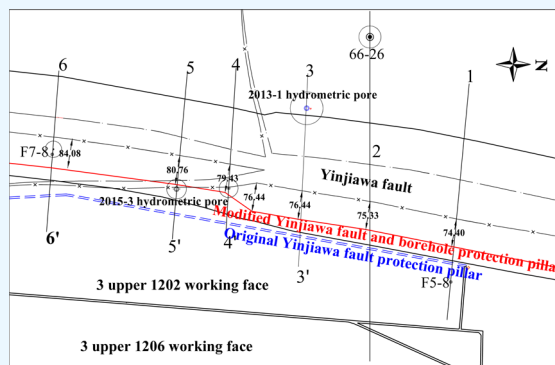 66-26
6
5
4
3
1
N
2013-1 hydrometric pore
2
F7-8
84,08
80,76
79,43
76,44
76,44
75,33
74,40
Yinjiawa fault
2015-3 hydrometric pore
Modified Yinjiawa fault and borehole protection pillar
Original Yinjiawa fault protection pillar
6'
5'
4'
3'
F5-8
3 upper 1202 working face
3 upper 1206 working face